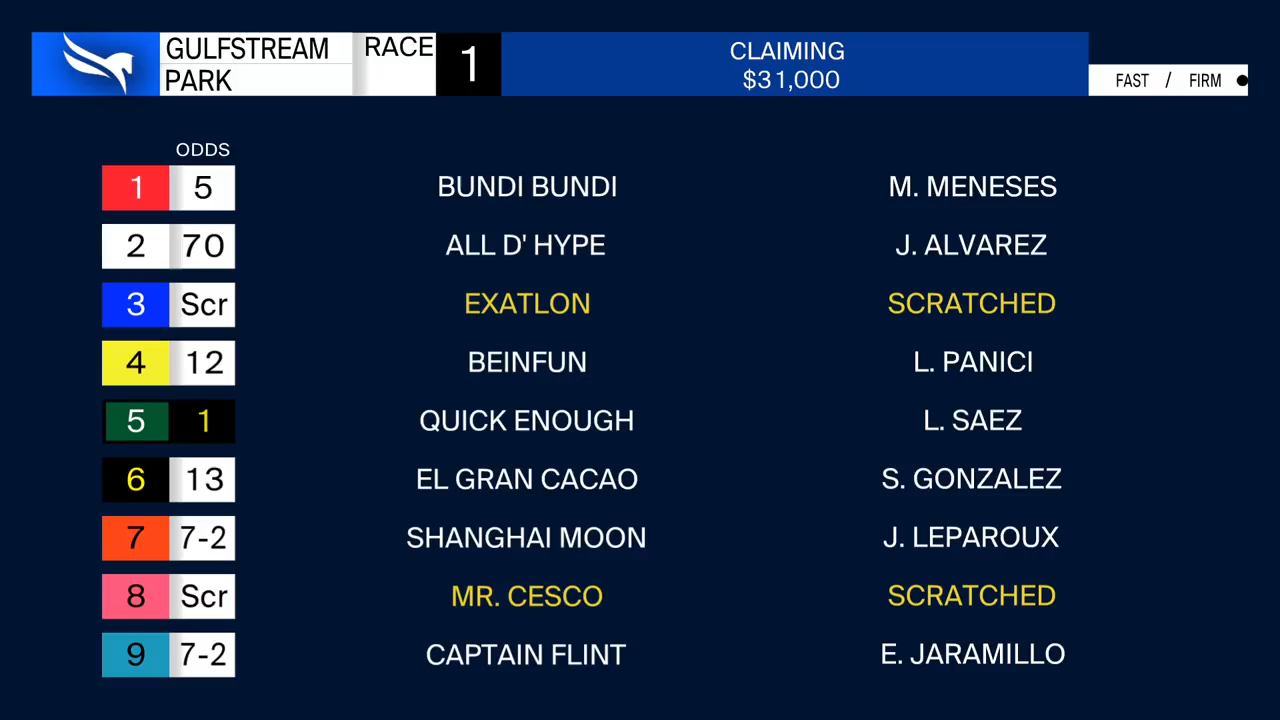 GULFSTREAM PARK
RACE 1
CLAIMING
$31,000
FAST / FIRM
ODDS
1 5 BUNDI BUNDI M. MENESES
2 70 ALL D' HYPE J. ALVAREZ
3 Scr EXATLON SCRATCHED
4 12 BEINFUN L. PANICI
5 1 QUICK ENOUGH L. SAEZ
6 13 EL GRAN CACAO S. GONZALEZ
7 7-2 SHANGHAI MOON J. LEPAROUX
8 Scr MR. CESCO SCRATCHED
9 7-2 CAPTAIN FLINT E. JARAMILLO